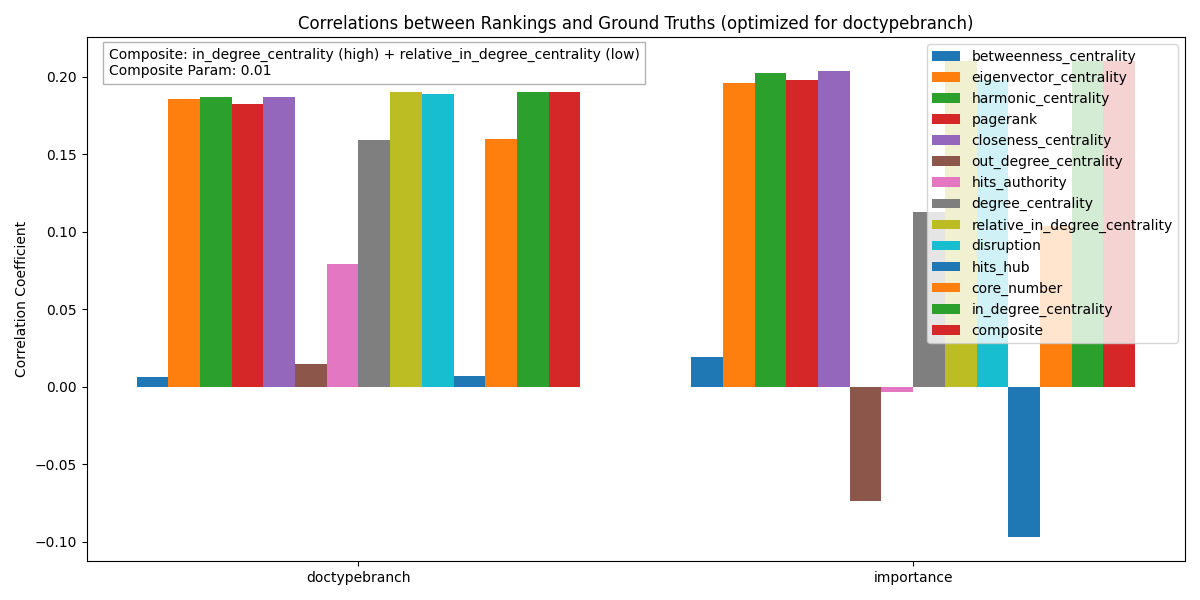 Correlations between Rankings and Ground Truths (optimized for doctypebranch)
Composite: in_degree_centrality (high) + relative_in_degree_centrality (low)
Composite Param: 0.01
betweenness_centrality
eigenvector_centrality
harmonic_centrality
pagerank
closeness_centrality
out_degree_centrality
hits_authority
degree_centrality
relative_in_degree_centrality
disruption
hits_hub
core_number
in_degree_centrality
composite
Correlation Coefficient
0.20
0.15
0.10
0.05
0.00
−0.05
−0.10
doctypebranch
importance